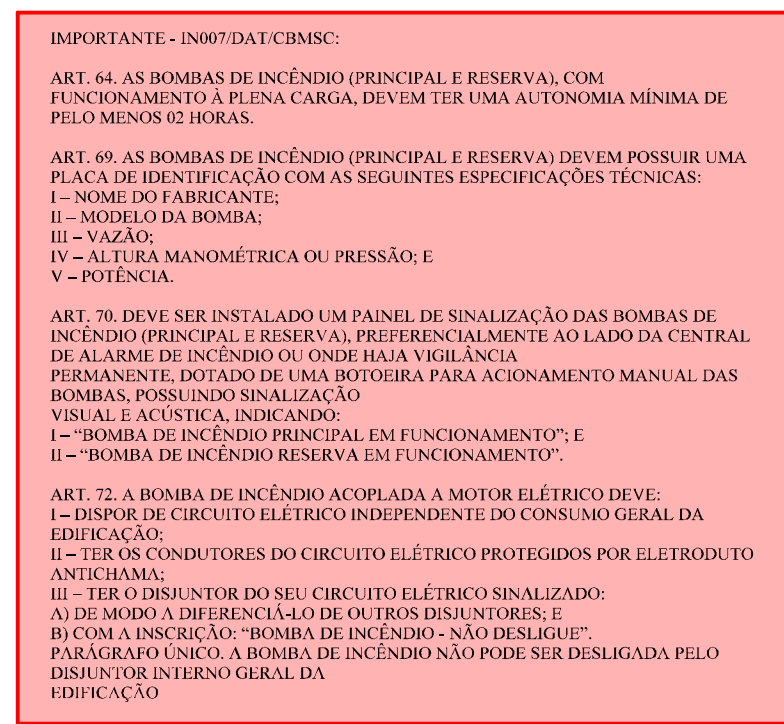 IMPORTANTE - IN007/DAT/CBMSC:
ART. 64. AS BOMBAS DE INCÊNDIO (PRINCIPAL E RESERVA), COM
FUNCIONAMENTO À PLENA CARGA, DEVEM TER UMA AUTONOMIA MÍNIMA DE
PELO MENOS 02 HORAS.
ART. 69. AS BOMBAS DE INCÊNDIO (PRINCIPAL E RESERVA) DEVEM POSSUIR UMA
PLACA DE IDENTIFICAÇÃO COM AS SEGUINTES ESPECIFICAÇÕES TÉCNICAS:
I – NOME DO FABRICANTE;
II – MODELO DA BOMBA;
III – VAZÃO;
IV – ALTURA MANOMÉTRICA OU PRESSÃO; E
V – POTÊNCIA.
ART. 70. DEVE SER INSTALADO UM PAINEL DE SINALIZAÇÃO DAS BOMBAS DE
INCÊNDIO (PRINCIPAL E RESERVA), PREFERENCIALMENTE AO LADO DA CENTRAL
DE ALARME DE INCÊNDIO OU ONDE HAJA VIGILÂNCIA
PERMANENTE, DOTADO DE UMA BOTOEIRA PARA ACIONAMENTO MANUAL DAS
BOMBAS, POSSUINDO SINALIZAÇÃO
VISUAL E ACÚSTICA, INDICANDO:
I – “BOMBA DE INCÊNDIO PRINCIPAL EM FUNCIONAMENTO”; E
II – “BOMBA DE INCÊNDIO RESERVA EM FUNCIONAMENTO”.
ART. 72. A BOMBA DE INCÊNDIO ACOPLADA A MOTOR ELÉTRICO DEVE:
I – DISPOR DE CIRCUITO ELÉTRICO INDEPENDENTE DO CONSUMO GERAL DA
EDIFICAÇÃO;
II – TER OS CONDUTORES DO CIRCUITO ELÉTRICO PROTEGIDOS POR ELETRODUTO
ANTICHAMA;
III – TER O DISJUNTOR DO SEU CIRCUITO ELÉTRICO SINALIZADO:
A) DE MODO A DIFERENCIÁ-LO DE OUTROS DISJUNTORES; E
B) COM A INSCRIÇÃO: “BOMBA DE INCÊNDIO - NÃO DESLIGUE”.
PARÁGRAFO ÚNICO. A BOMBA DE INCÊNDIO NÃO PODE SER DESLIGADA PELO
DISJUNTOR INTERNO GERAL DA
EDIFICAÇÃO